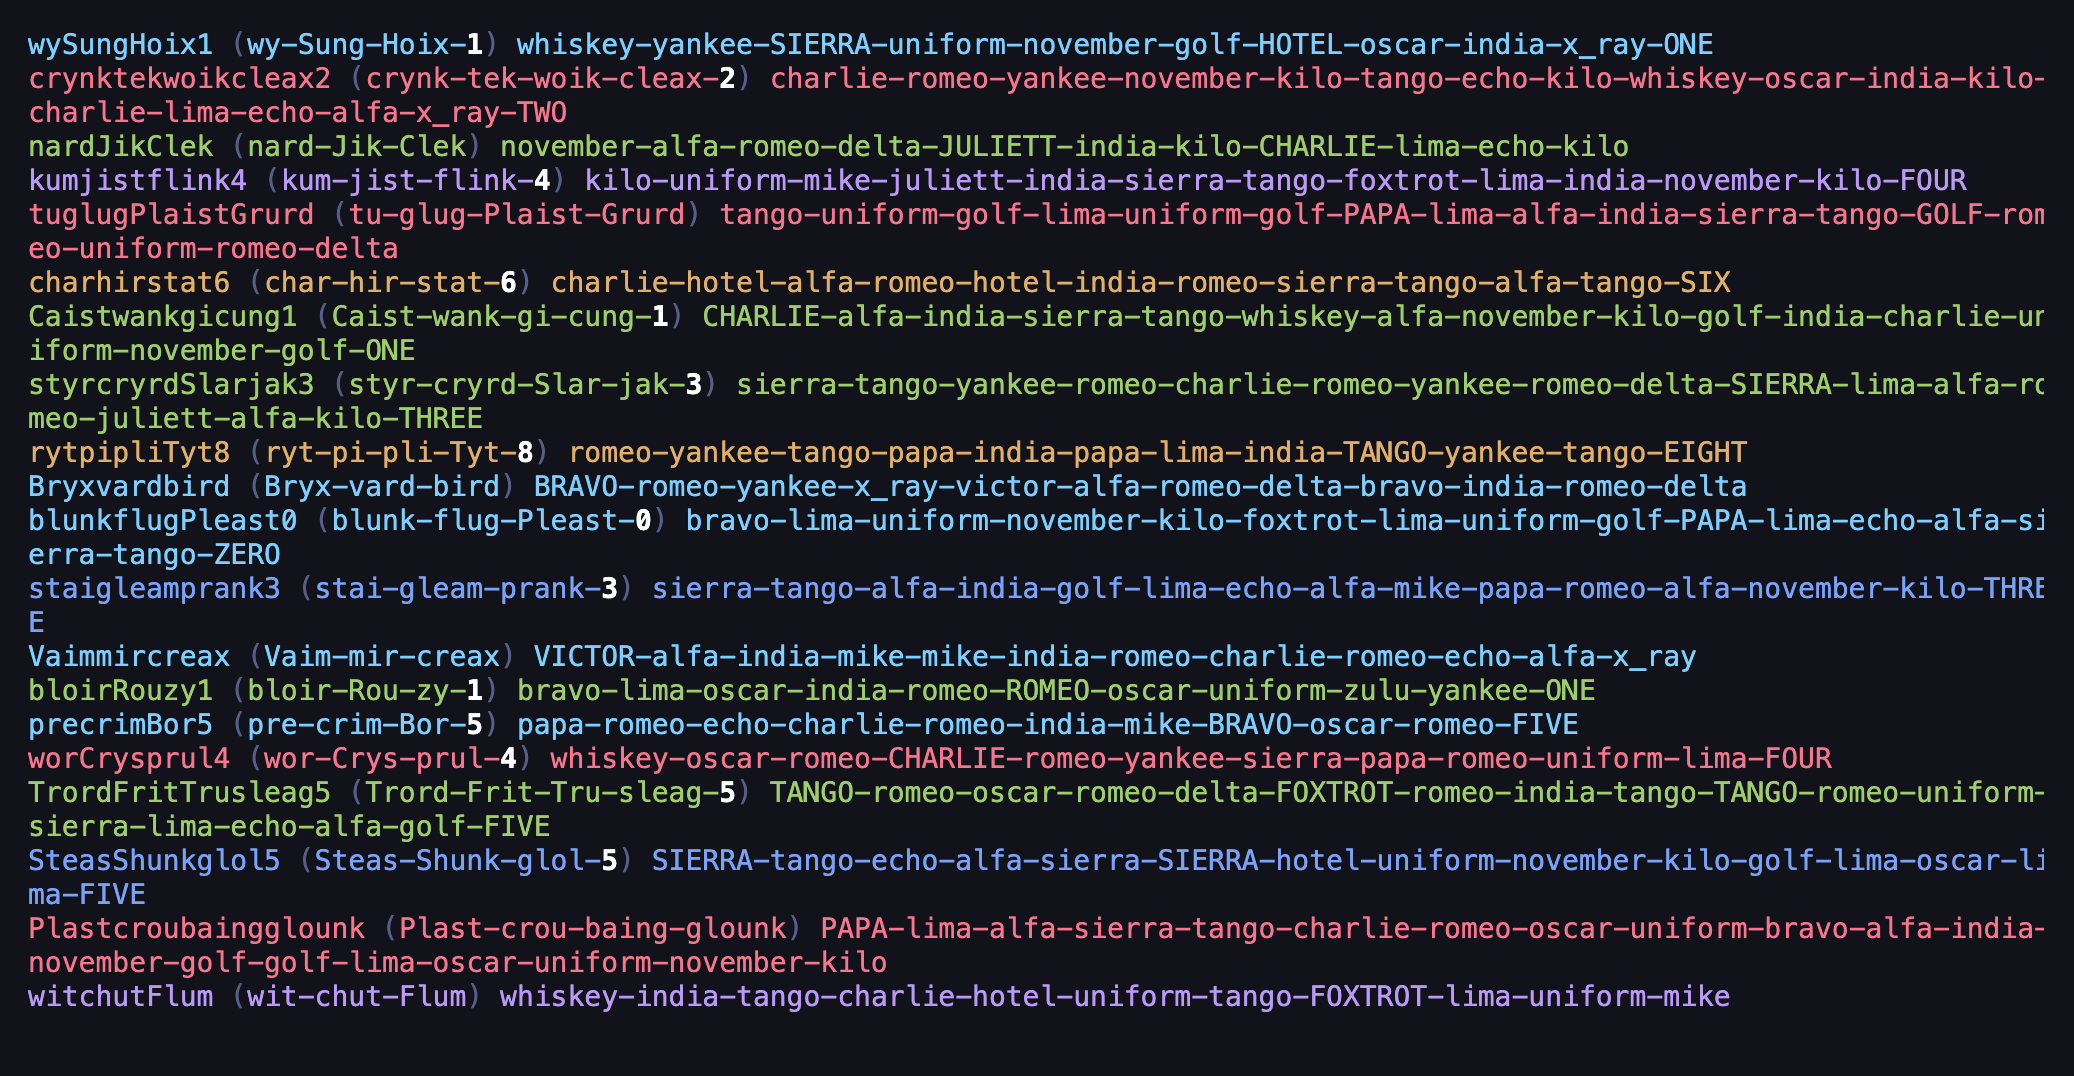 wySungHoix1 (wy-Sung-Hoix-1) whiskey-yankee-SIERRA-uniform-november-golf-HOTEL-oscar-india-x_ray-ONE
crynktekwoikcleax2 (crynk-tek-woik-cleax-2) charlie-romeo-yankee-november-kilo-tango-echo-kilo-whiskey-oscar-india-kilo-
charlie-lima-echo-alfa-x_ray-TWO
nardJikClek (nard-Jik-Clek) november-alfa-romeo-delta-JULIETT-india-kilo-CHARLIE-lima-echo-kilo
kumjistflink4 (kum-jist-flink-4) kilo-uniform-mike-juliett-india-sierra-tango-foxtrot-lima-india-november-kilo-FOUR
tuglugPlaistGrurd (tu-glug-Plaist-Grurd) tango-uniform-golf-lima-uniform-golf-PAPA-lima-alfa-india-sierra-tango-GOLF-rom
eo-uniform-romeo-delta
charhirstat6 (char-hir-stat-6) charlie-hotel-alfa-romeo-hotel-india-romeo-sierra-tango-alfa-tango-SIX
Caistwankgicung1 (Caist-wank-gi-cung-1) CHARLIE-alfa-india-sierra-tango-whiskey-alfa-november-kilo-golf-india-charlie-un
iform-november-golf-ONE
styrcryrdSlarjak3 (styr-cryrd-Slar-jak-3) sierra-tango-yankee-romeo-charlie-romeo-yankee-romeo-delta-SIERRA-lima-alfa-ro
meo-juliett-alfa-kilo-THREE
rytpipliTyt8 (ryt-pi-pli-Tyt-8) romeo-yankee-tango-papa-india-papa-lima-india-TANGO-yankee-tango-EIGHT
Bryxvardbird (Bryx-vard-bird) BRAVO-romeo-yankee-x_ray-victor-alfa-romeo-delta-bravo-india-romeo-delta
blunkflugPleast0 (blunk-flug-Pleast-0) bravo-lima-uniform-november-kilo-foxtrot-lima-uniform-golf-PAPA-lima-echo-alfa-si
erra-tango-ZERO
staigleamprank3 (stai-gleam-prank-3) sierra-tango-alfa-india-golf-lima-echo-alfa-mike-papa-romeo-alfa-november-kilo-THRE
E
Vaimmircreax (Vaim-mir-creax) VICTOR-alfa-india-mike-mike-india-romeo-charlie-romeo-echo-alfa-x_ray
bloirRouzy1 (bloir-Rou-zy-1) bravo-lima-oscar-india-romeo-ROMEO-oscar-uniform-zulu-yankee-ONE
precrimBor5 (pre-crim-Bor-5) papa-romeo-echo-charlie-romeo-india-mike-BRAVO-oscar-romeo-FIVE
worCrysprul4 (wor-Crys-prul-4) whiskey-oscar-romeo-CHARLIE-romeo-yankee-sierra-papa-romeo-uniform-lima-FOUR
TrordFritTrusleag5 (Trord-Frit-Tru-sleag-5) TANGO-romeo-oscar-romeo-delta-FOXTROT-romeo-india-tango-TANGO-romeo-uniform-
sierra-lima-echo-alfa-golf-FIVE
SteasShunkglol5 (Steas-Shunk-glol-5) SIERRA-tango-echo-alfa-sierra-SIERRA-hotel-uniform-november-kilo-golf-lima-oscar-li
ma-FIVE
Plastcroubaingglounk (Plast-crou-baing-glounk) PAPA-lima-alfa-sierra-tango-charlie-romeo-oscar-uniform-bravo-alfa-india-
november-golf-golf-lima-oscar-uniform-november-kilo
witchutFlum (wit-chut-Flum) whiskey-india-tango-charlie-hotel-uniform-tango-FOXTROT-lima-uniform-mike